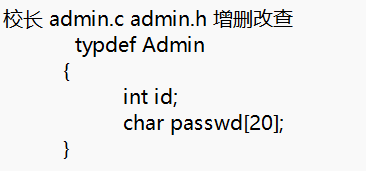 校长 admin.c admin.h 增删改查
typdef Admin
{
int id;
char passwd[20];
}